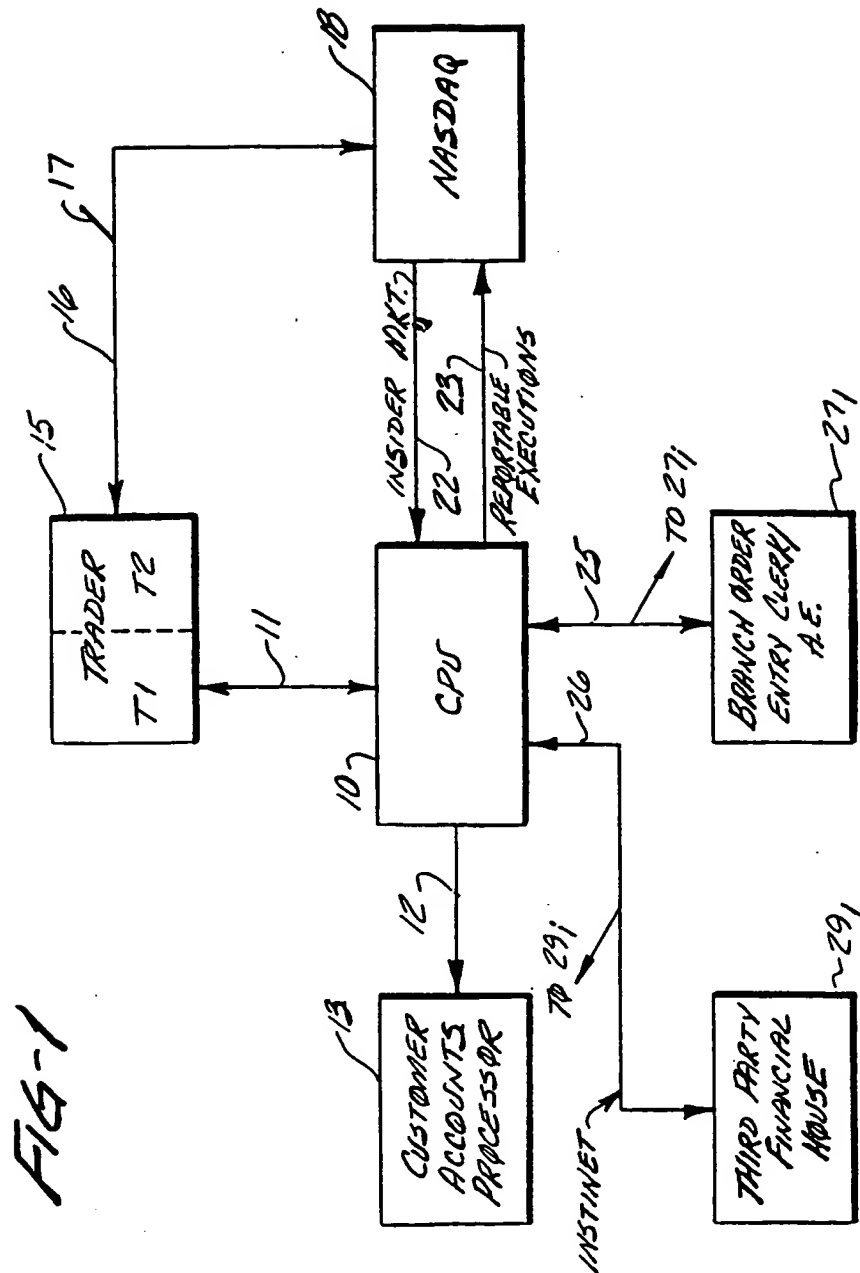 FIG-1
15
TRADER
T1 T2
16
17
18
NASDAQ
11
INSIDER MKT.
22
23
REPORTABLE
EXECUTIONS
10
CPU
12
13
CUSTOMER
ACCOUNTS
PROCESSOR
26
25
TO 27i
TO 29i
INSTINET
THIRD PARTY
FINANCIAL
HOUSE
291
BRANCH ORDER
ENTRY CLERK/
A.E.
271